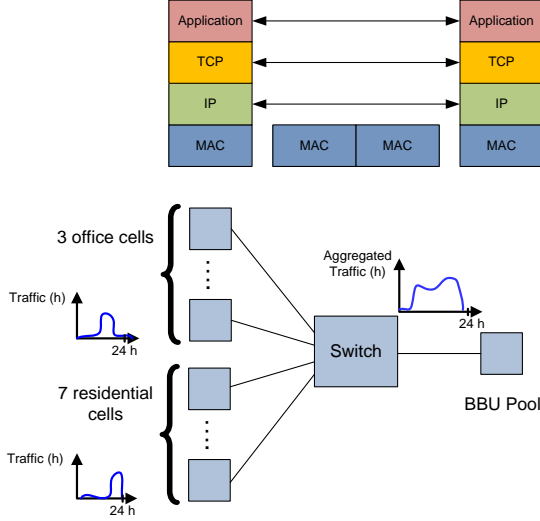 Application Application
TCP TCP
IP IP
MAC MAC MAC MAC
3 office cells
Aggregated
Traffic (h)
Traffic (h)
24 h
24 h
Switch
7 residential
cells
BBU Pool
Traffic (h)
24 h